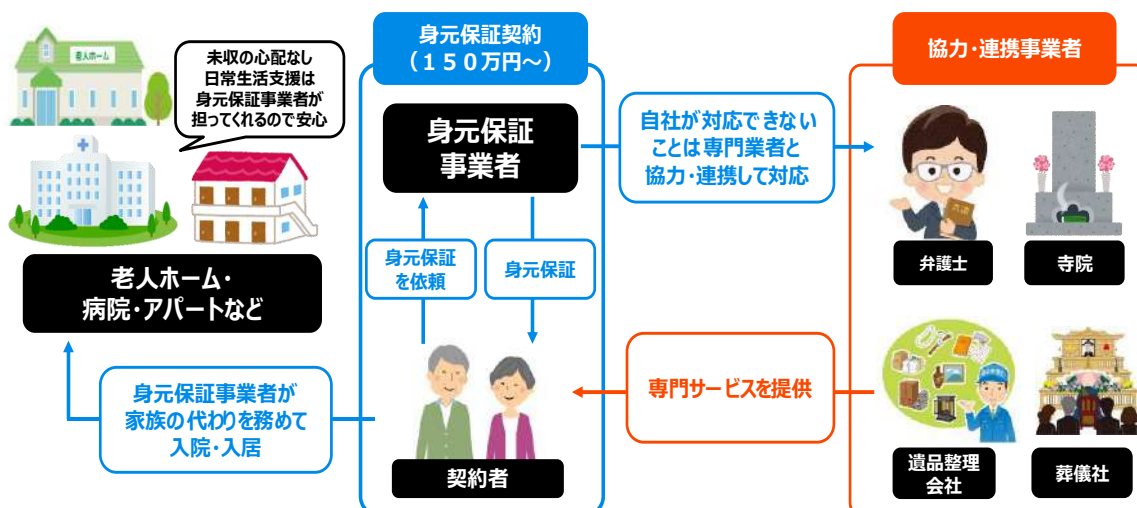 老人ホーム
未収の心配なし
日常生活支援は
身元保証事業者が
担ってくれるので安心
老人ホーム・
病院・アパートなど
身元保証事業者が
家族の代わりを務めて
入院・入居
身元保証契約
（１５０万円～）
身元保証
事業者
身元保証
を依頼
身元保証
契約者
自社が対応できない
ことは専門業者と
協力・連携して対応
専門サービスを提供
協力・連携事業者
弁護士
寺院
遺品整理
会社
葬儀社